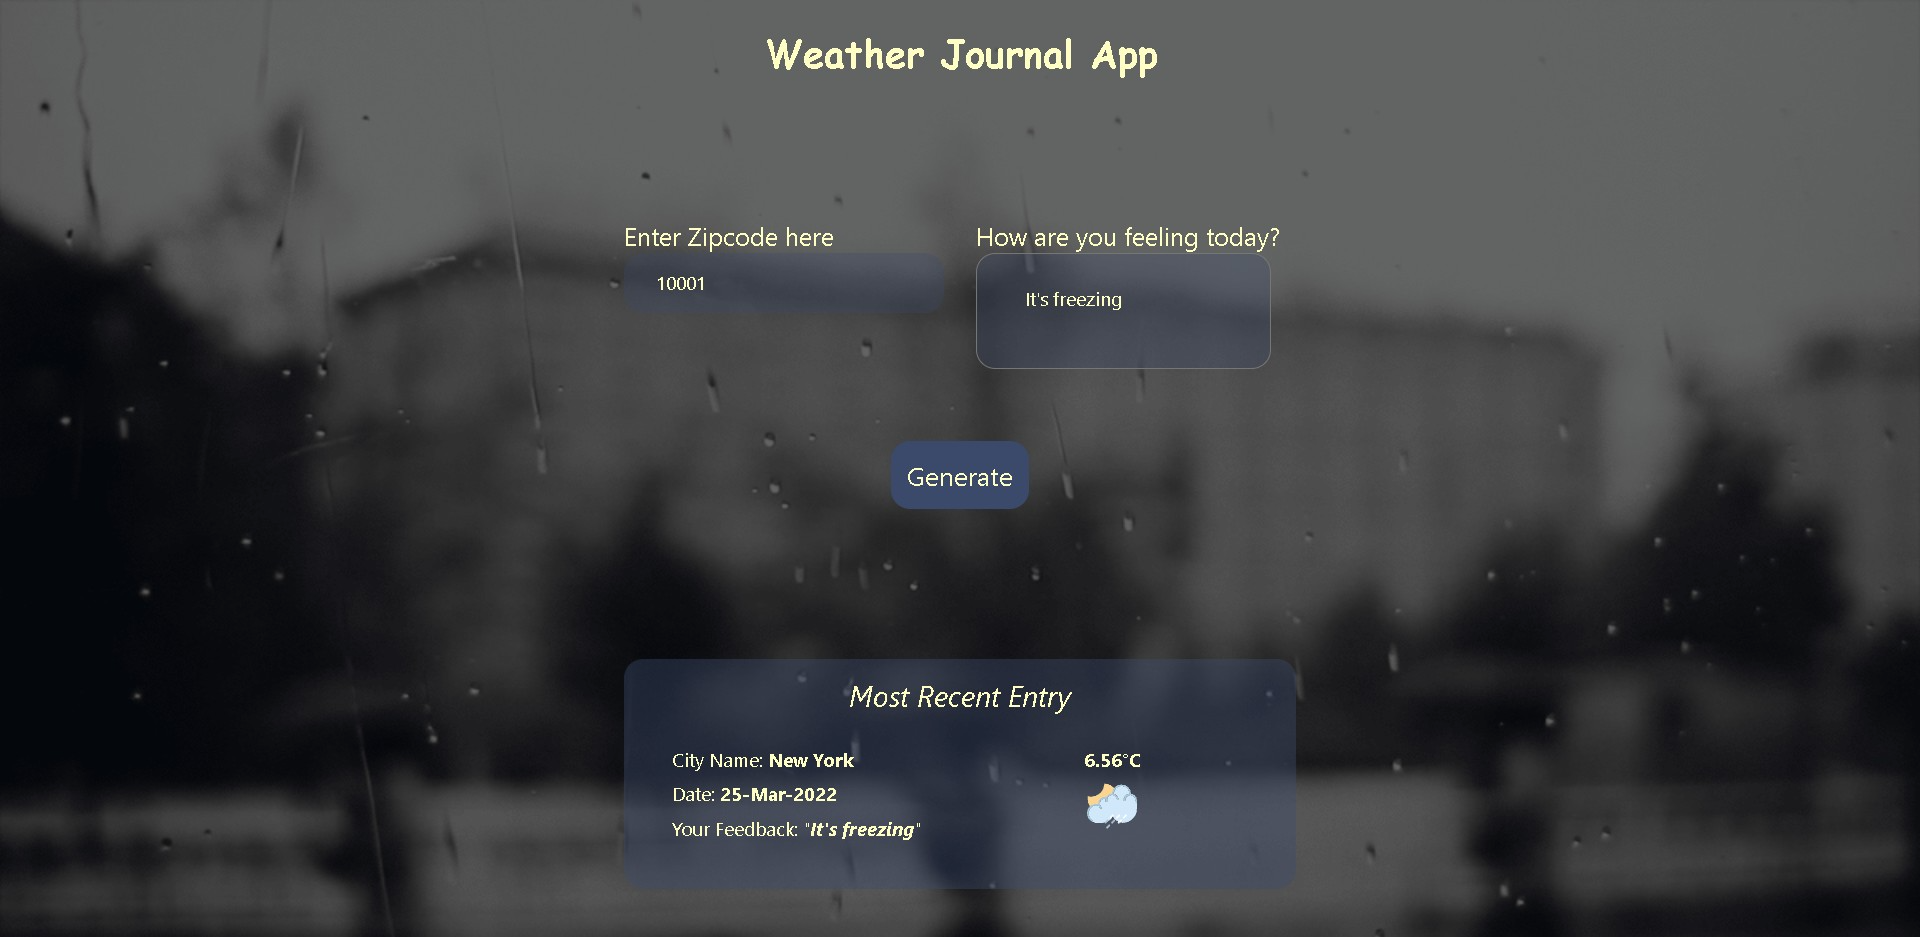 Weather Journal App
Enter Zipcode here
How are you feeling today?
10001
It's freezing
Generate
Most Recent Entry
City Name: New York
6.56°C
Date: 25-Mar-2022
Your Feedback: "It's freezing"